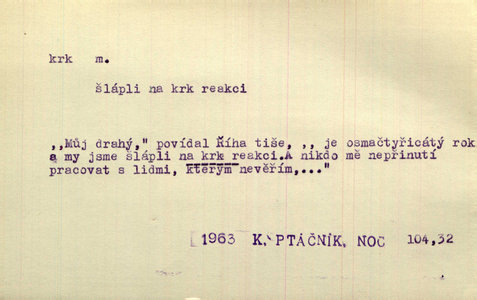 krk m.
šlápli na krk reakci
,,Můj drahý," povídal Říha tiše, ,, je osmačtyřicátý rok
a my jsme šlápli na krk reakci.A nikdo mě nepřinutí
pracovat s lidmi, kterým nevěřím,..."
1963 K. PTÁČNÍK, NOC 104,32